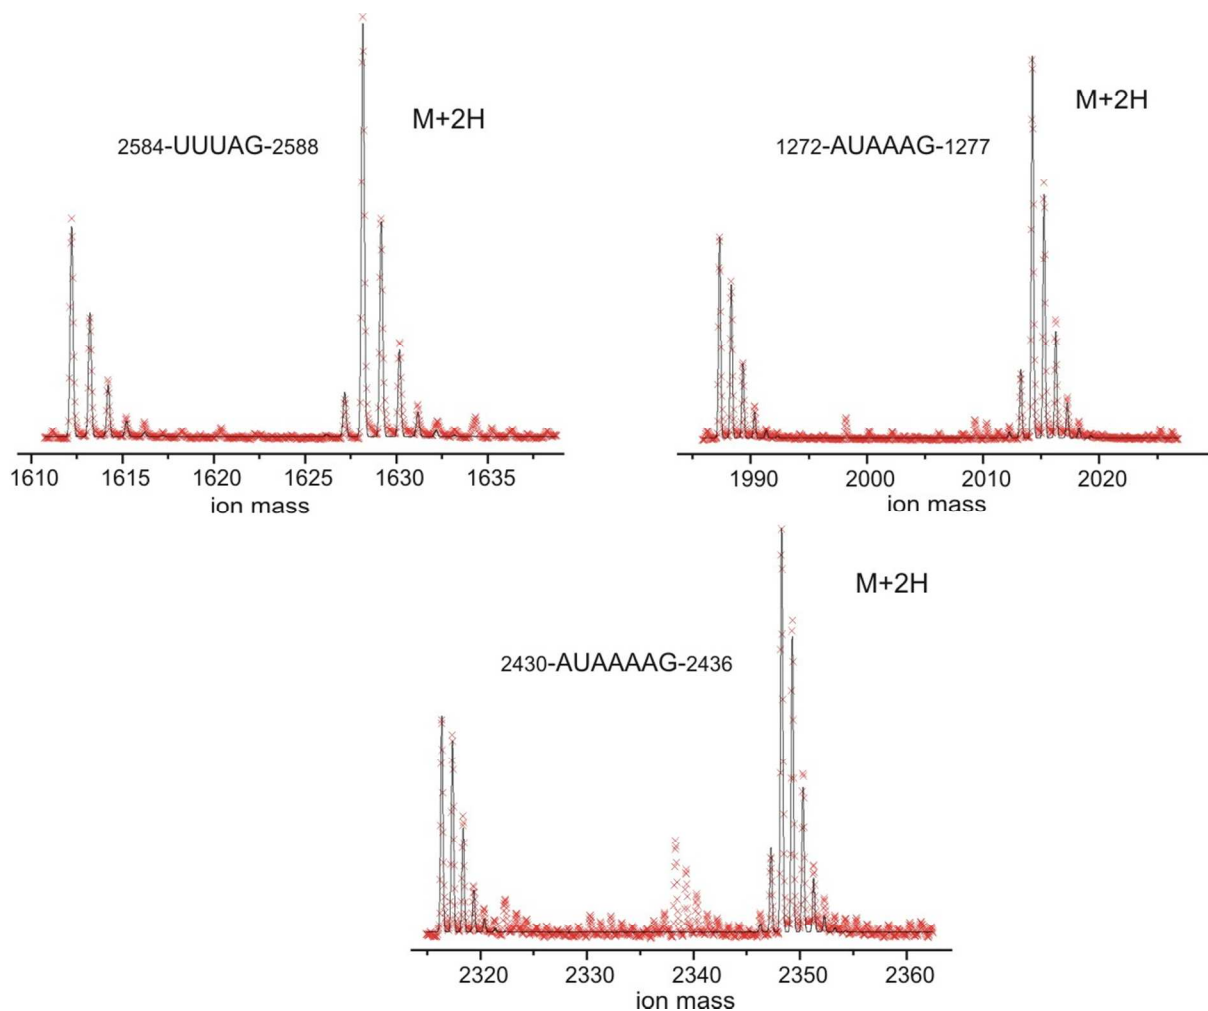 M+2H
2584-UUUAG-2588
1610 1615 1620 1625 1630 1635
ion mass
M+2H
1272-AUAAAG-1277
1990 2000 2010 2020
ion mass
M+2H
2430-AUAAAAG-2436
2320 2330 2340 2350 2360
ion mass